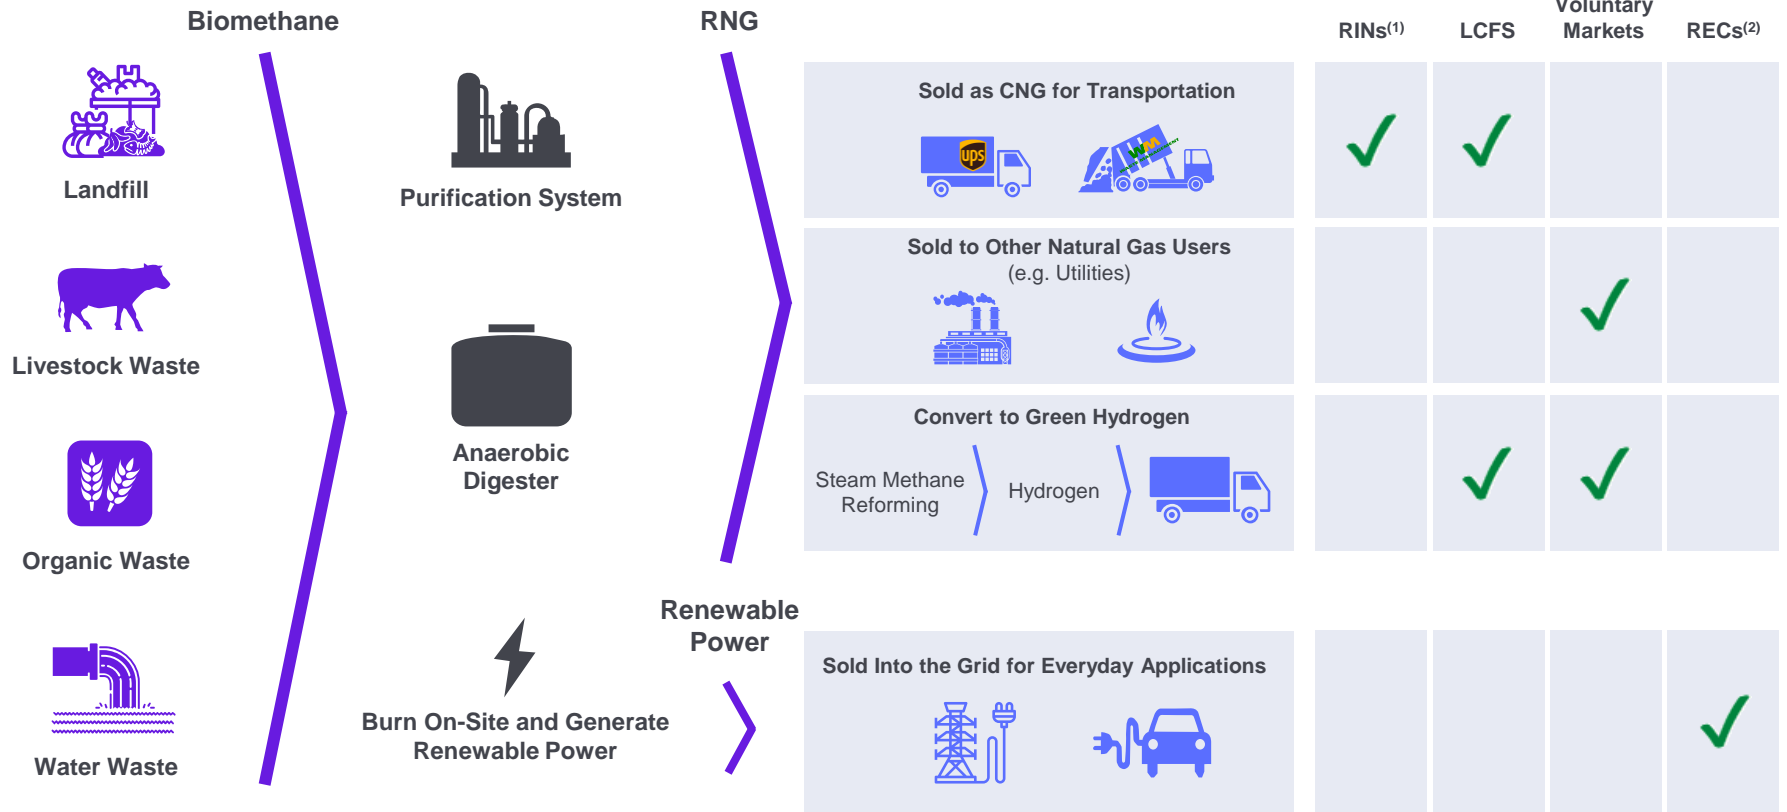 Biomethane
RNG
Voluntary
RINs(1)
LCFS
Markets
RECs(2)
Landfill
Livestock Waste
Organic Waste
Water Waste
Purification System
Anaerobic
Digester
Burn On-Site and Generate
Renewable Power
Renewable
Power
Sold as CNG for Transportation
ups
WM
Sold to Other Natural Gas Users
(e.g. Utilities)
Convert to Green Hydrogen
Steam Methane
Reforming
Hydrogen
Sold Into the Grid for Everyday Applications